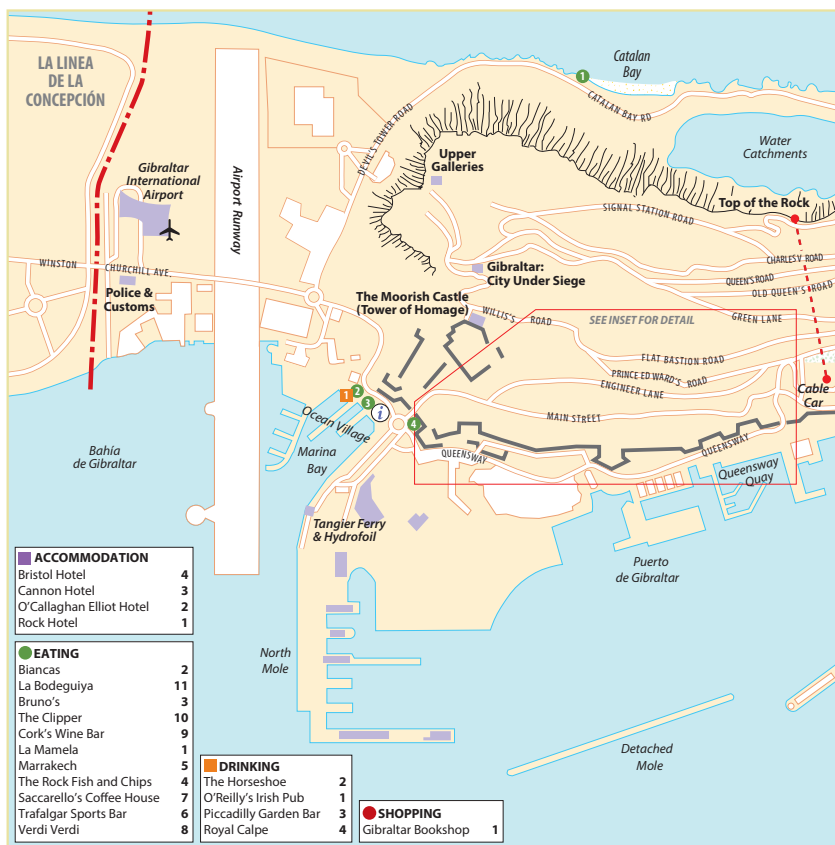 LA LINEA
DE LA
CONCEPCIÓN
Gibraltar
International
Airport
Airport Runway
DEVIL'S TOWER ROAD
Catalan
Bay
1
CATALAN BAY RD
Water
Catchments
Upper
Galleries
Top of the Rock
SIGNAL STATION ROAD
CHARLES V ROAD
QUEEN'S ROAD
OLD QUEEN'S ROAD
GREEN LANE
Gibraltar:
City Under Siege
WINSTON CHURCHILL AVE.
Police &
Customs
The Moorish Castle
(Tower of Homage)
WILLIS'S ROAD
SEE INSET FOR DETAIL
FLAT BASTION ROAD
PRINCE EDWARD'S ROAD
ENGINEER LANE
MAIN STREET
Cable
Car
1
2
3
i
4
Ocean Village
Marina
Bay
QUEENSWAY
QUEENSWAY
Queensway
Quay
Bahía
de Gibraltar
Tangier Ferry
& Hydrofoil
Puerto
de Gibraltar
North
Mole
Detached
Mole
ACCOMMODATION
Bristol Hotel 4
Cannon Hotel 3
O'Callaghan Elliot Hotel 2
Rock Hotel 1
EATING
Biancas 2
La Bodeguiya 11
Bruno's 3
The Clipper 10
Cork's Wine Bar 9
La Mamela 1
Marrakech 5
The Rock Fish and Chips 4
Saccarello's Coffee House 7
Trafalgar Sports Bar 6
Verdi Verdi 8
DRINKING
The Horseshoe 2
O'Reilly's Irish Pub 1
Piccadilly Garden Bar 3
Royal Calpe 4
SHOPPING
Gibraltar Bookshop 1